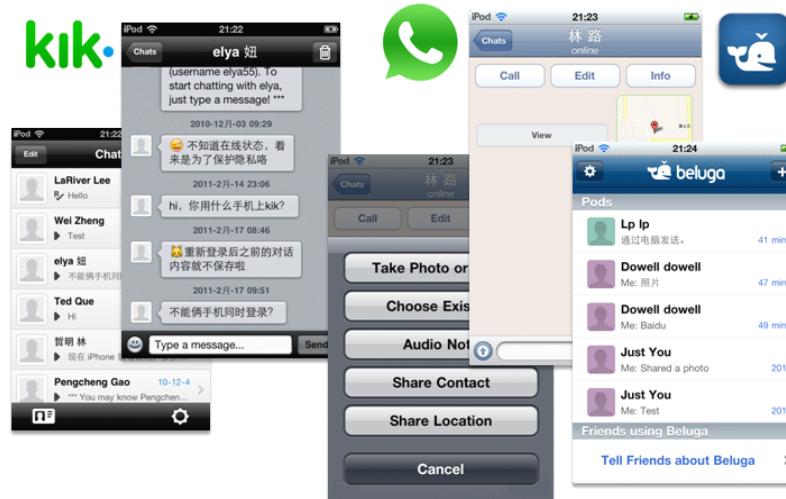 kik
iPod
21:22
Edit
Chat
LaRiver Lee
Hello
Wei Zheng
Test
elya 妞
不能俩手机同
Ted Que
Hi
哲明 林
现在 iPhone
Pengcheng Gao
10-12-4
*** You may know Pengchen...
iPod
21:22
Chats
elya 妞
(username elya55). To
start chatting with elya,
just type a message! ***
2010-12月-03 09:29
不知道在线状态，看
来是为了保护隐私咯
2011-2月-14 23:06
hi，你用什么手机上kik?
2011-2月-17 08:46
重新登录后之前的对话
内容就不保存啦
2011-2月-17 09:51
不能俩手机同时登录?
Type a message...
Send
iPod
21:23
Chats
林 路
online
Call
Edit
Take Photo or
Choose Exis
Audio Not
Share Contact
Share Location
Cancel
iPod
21:23
Chats
林 路
online
Call
Edit
Info
View
iPod
21:24
beluga
Pods
Lp lp
通过电脑发送。
41 min
Dowell dowell
Me: 照片
47 min
Dowell dowell
Me: Baidu
49 min
Just You
Me: Shared a photo
201
Just You
Me: Test
201
Friends using Beluga
Tell Friends about Beluga